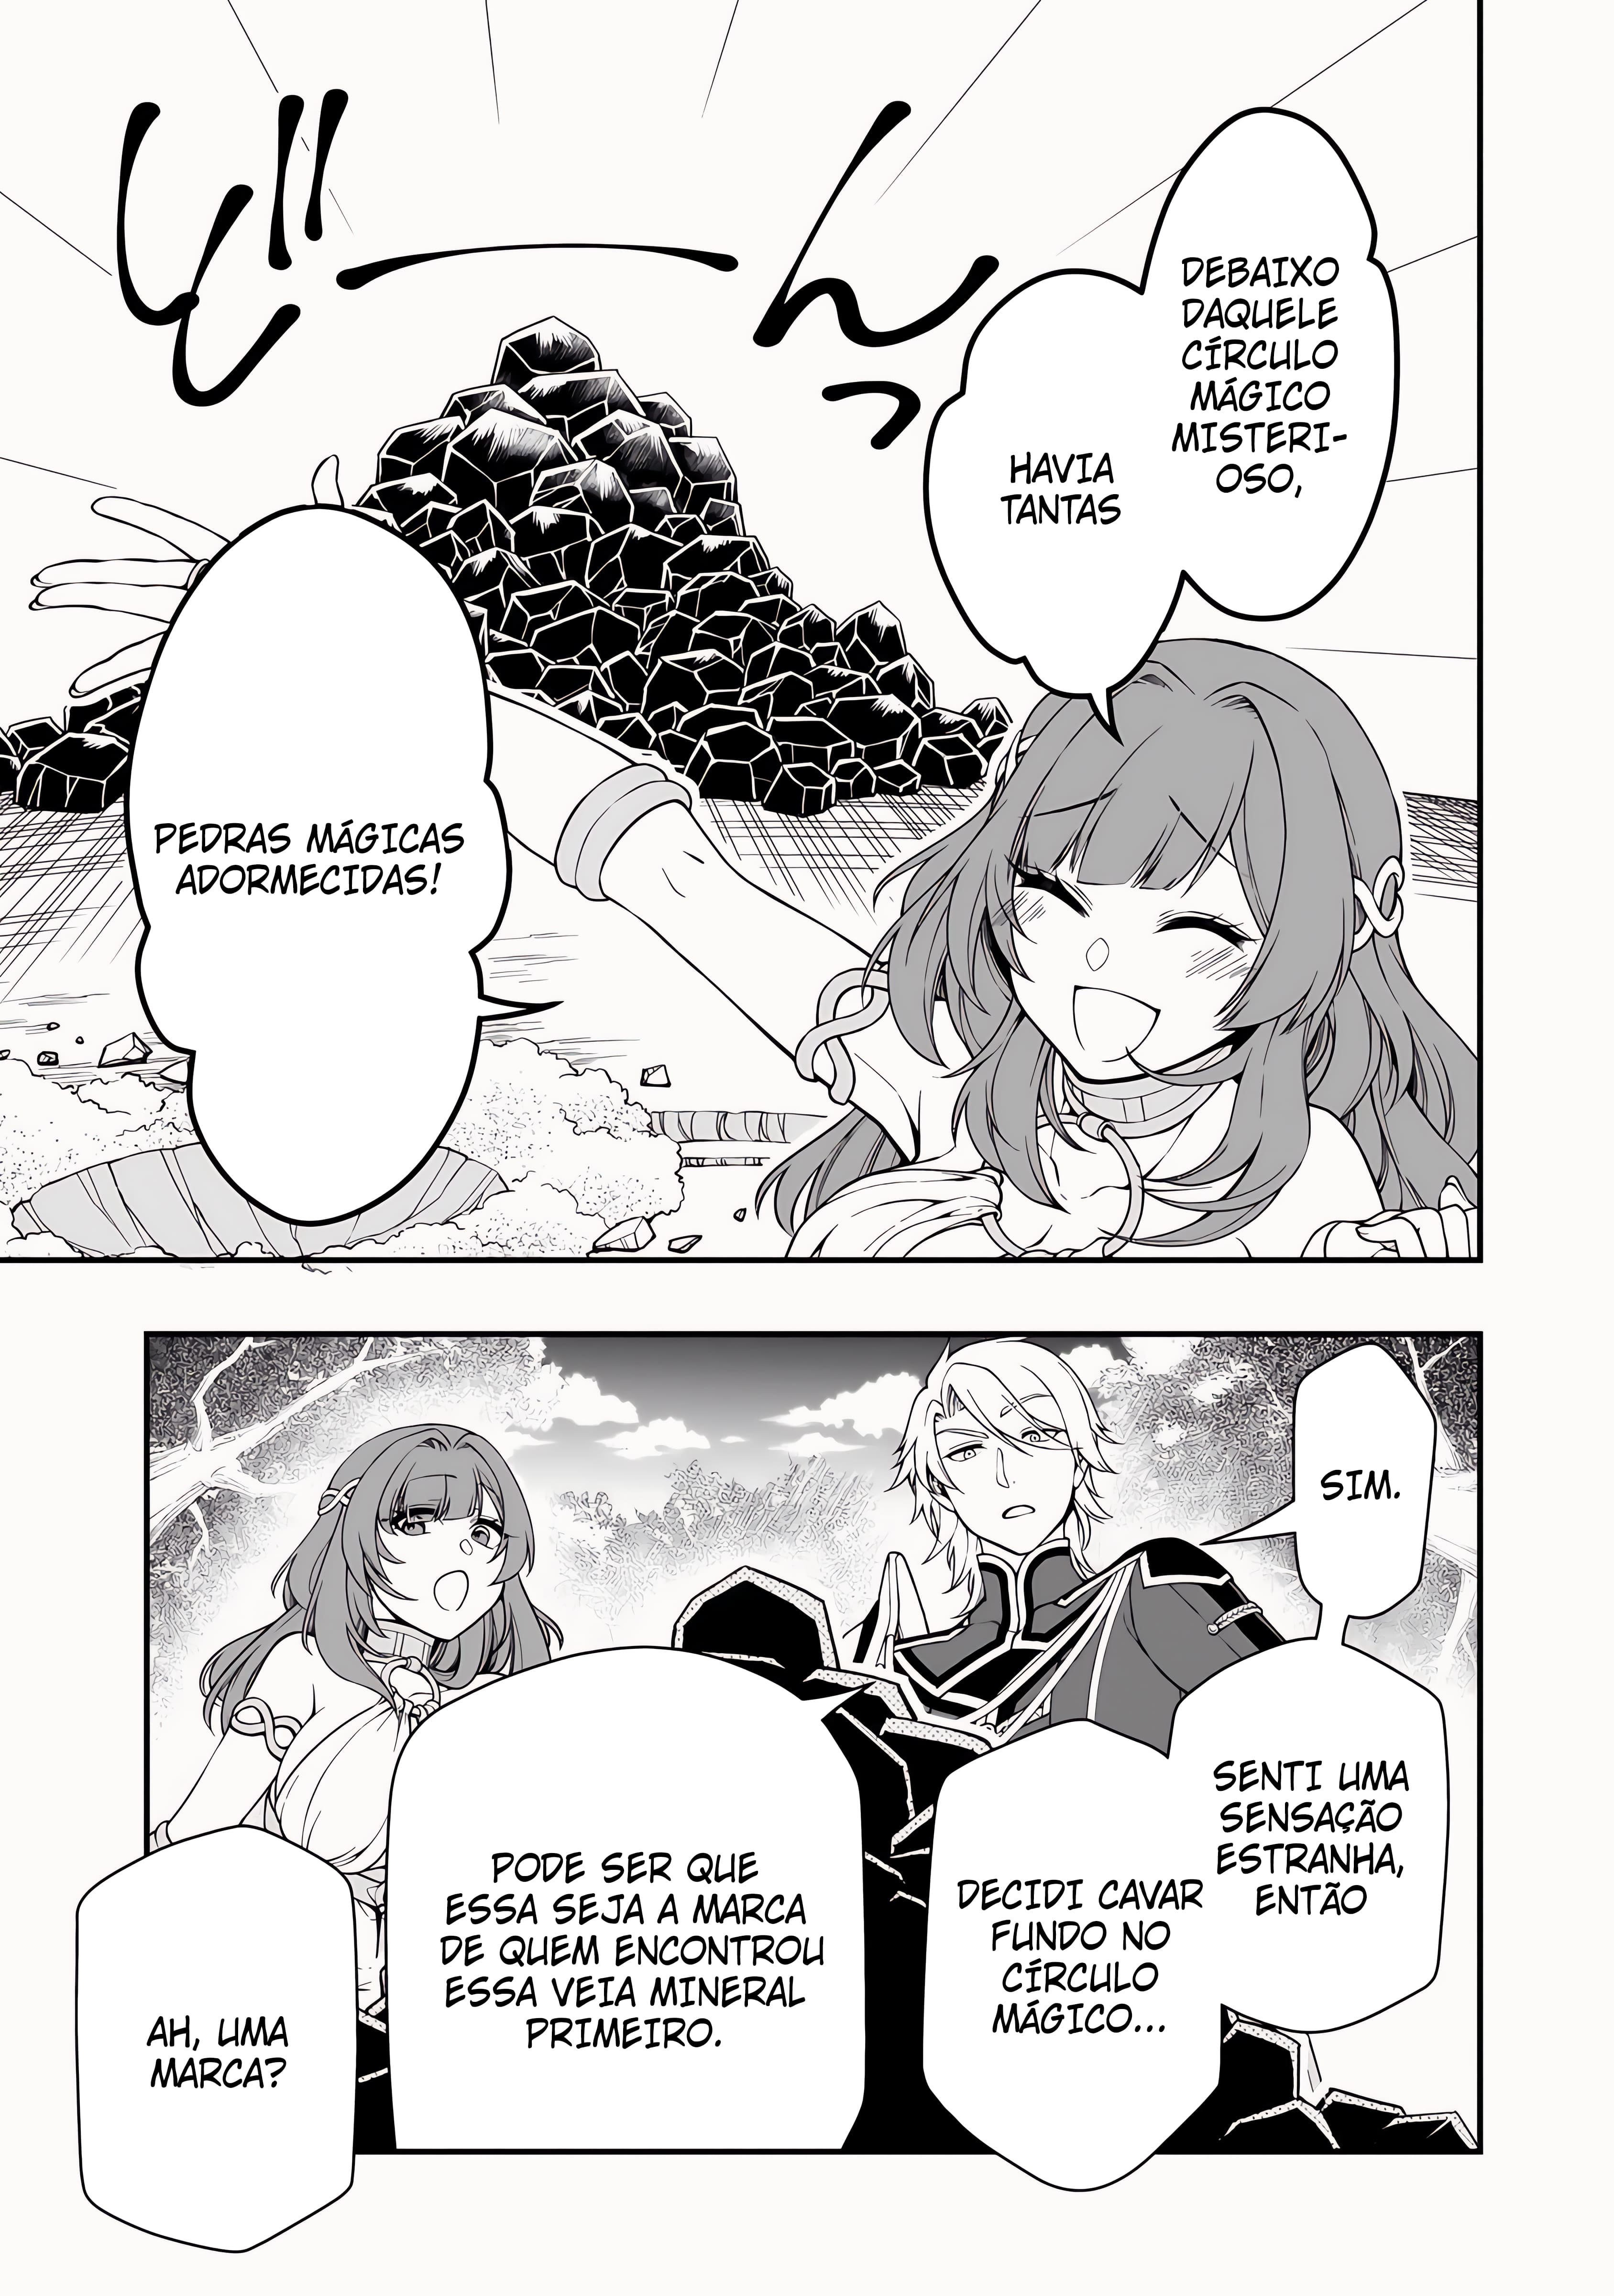 どどーんっ
DEBAIXO
DAQUELE
CÍRCULO
MÁGICO
MISTERI-
OSO,
HAVIA
TANTAS
PEDRAS MÁGICAS
ADORMECIDAS!
SIM.
SENTI UMA
SENSAÇÃO
ESTRANHA,
ENTÃO
DECIDI CAVAR
FUNDO NO
CÍRCULO
MÁGICO...
PODE SER QUE
ESSA SEJA A MARCA
DE QUEM ENCONTROU
ESSA VEIA MINERAL
PRIMEIRO.
AH, UMA
MARCA?